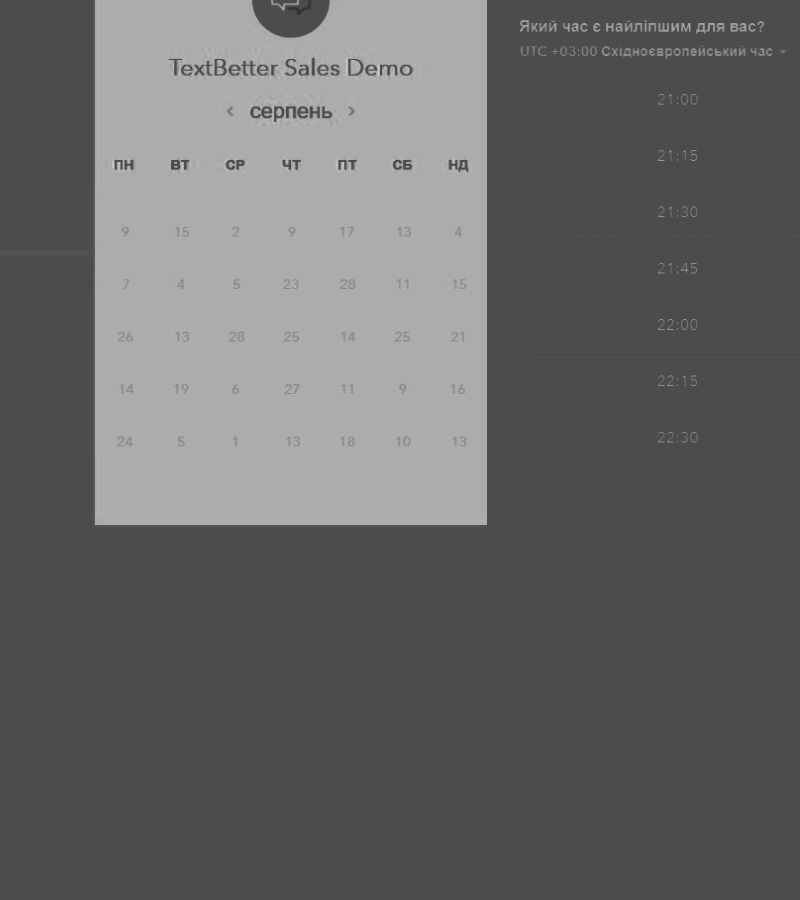 TextBetter Sales Demo
серпень
ПН ВТ СР ЧТ ПТ СБ НД
9 15 2 9 17 13 4
7 4 5 23 28 11 15
26 13 28 25 14 25 21
14 19 6 27 11 9 16
24 5 1 13 18 10 13
Який час є найліпшим для вас?
UTC +03:00 Східноєвропейський час
21:00
21:15
21:30
21:45
22:00
22:15
22:30